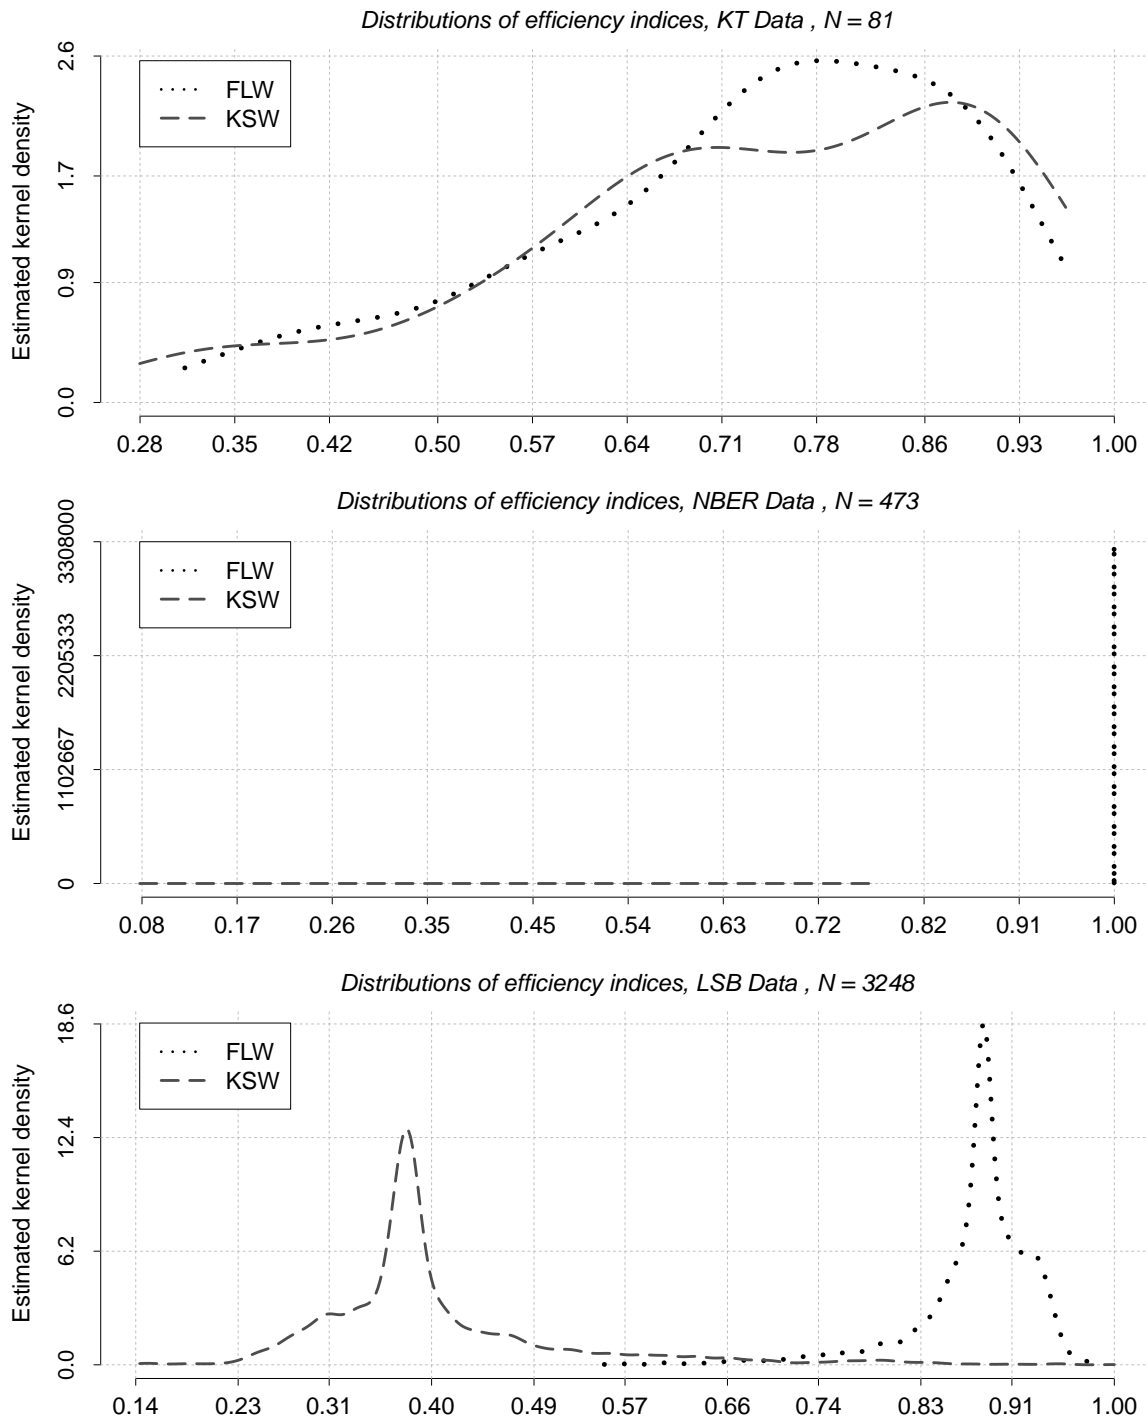 Distributions of efficiency indices, KT Data , N = 81
Estimated kernel density
2.6
1.7
0.9
0.0
FLW
KSW
0.28 0.35 0.42 0.50 0.57 0.64 0.71 0.78 0.86 0.93 1.00
Distributions of efficiency indices, NBER Data , N = 473
Estimated kernel density
3308000
2205333
1102667
0
FLW
KSW
0.08 0.17 0.26 0.35 0.45 0.54 0.63 0.72 0.82 0.91 1.00
Distributions of efficiency indices, LSB Data , N = 3248
Estimated kernel density
18.6
12.4
6.2
0.0
FLW
KSW
0.14 0.23 0.31 0.40 0.49 0.57 0.66 0.74 0.83 0.91 1.00